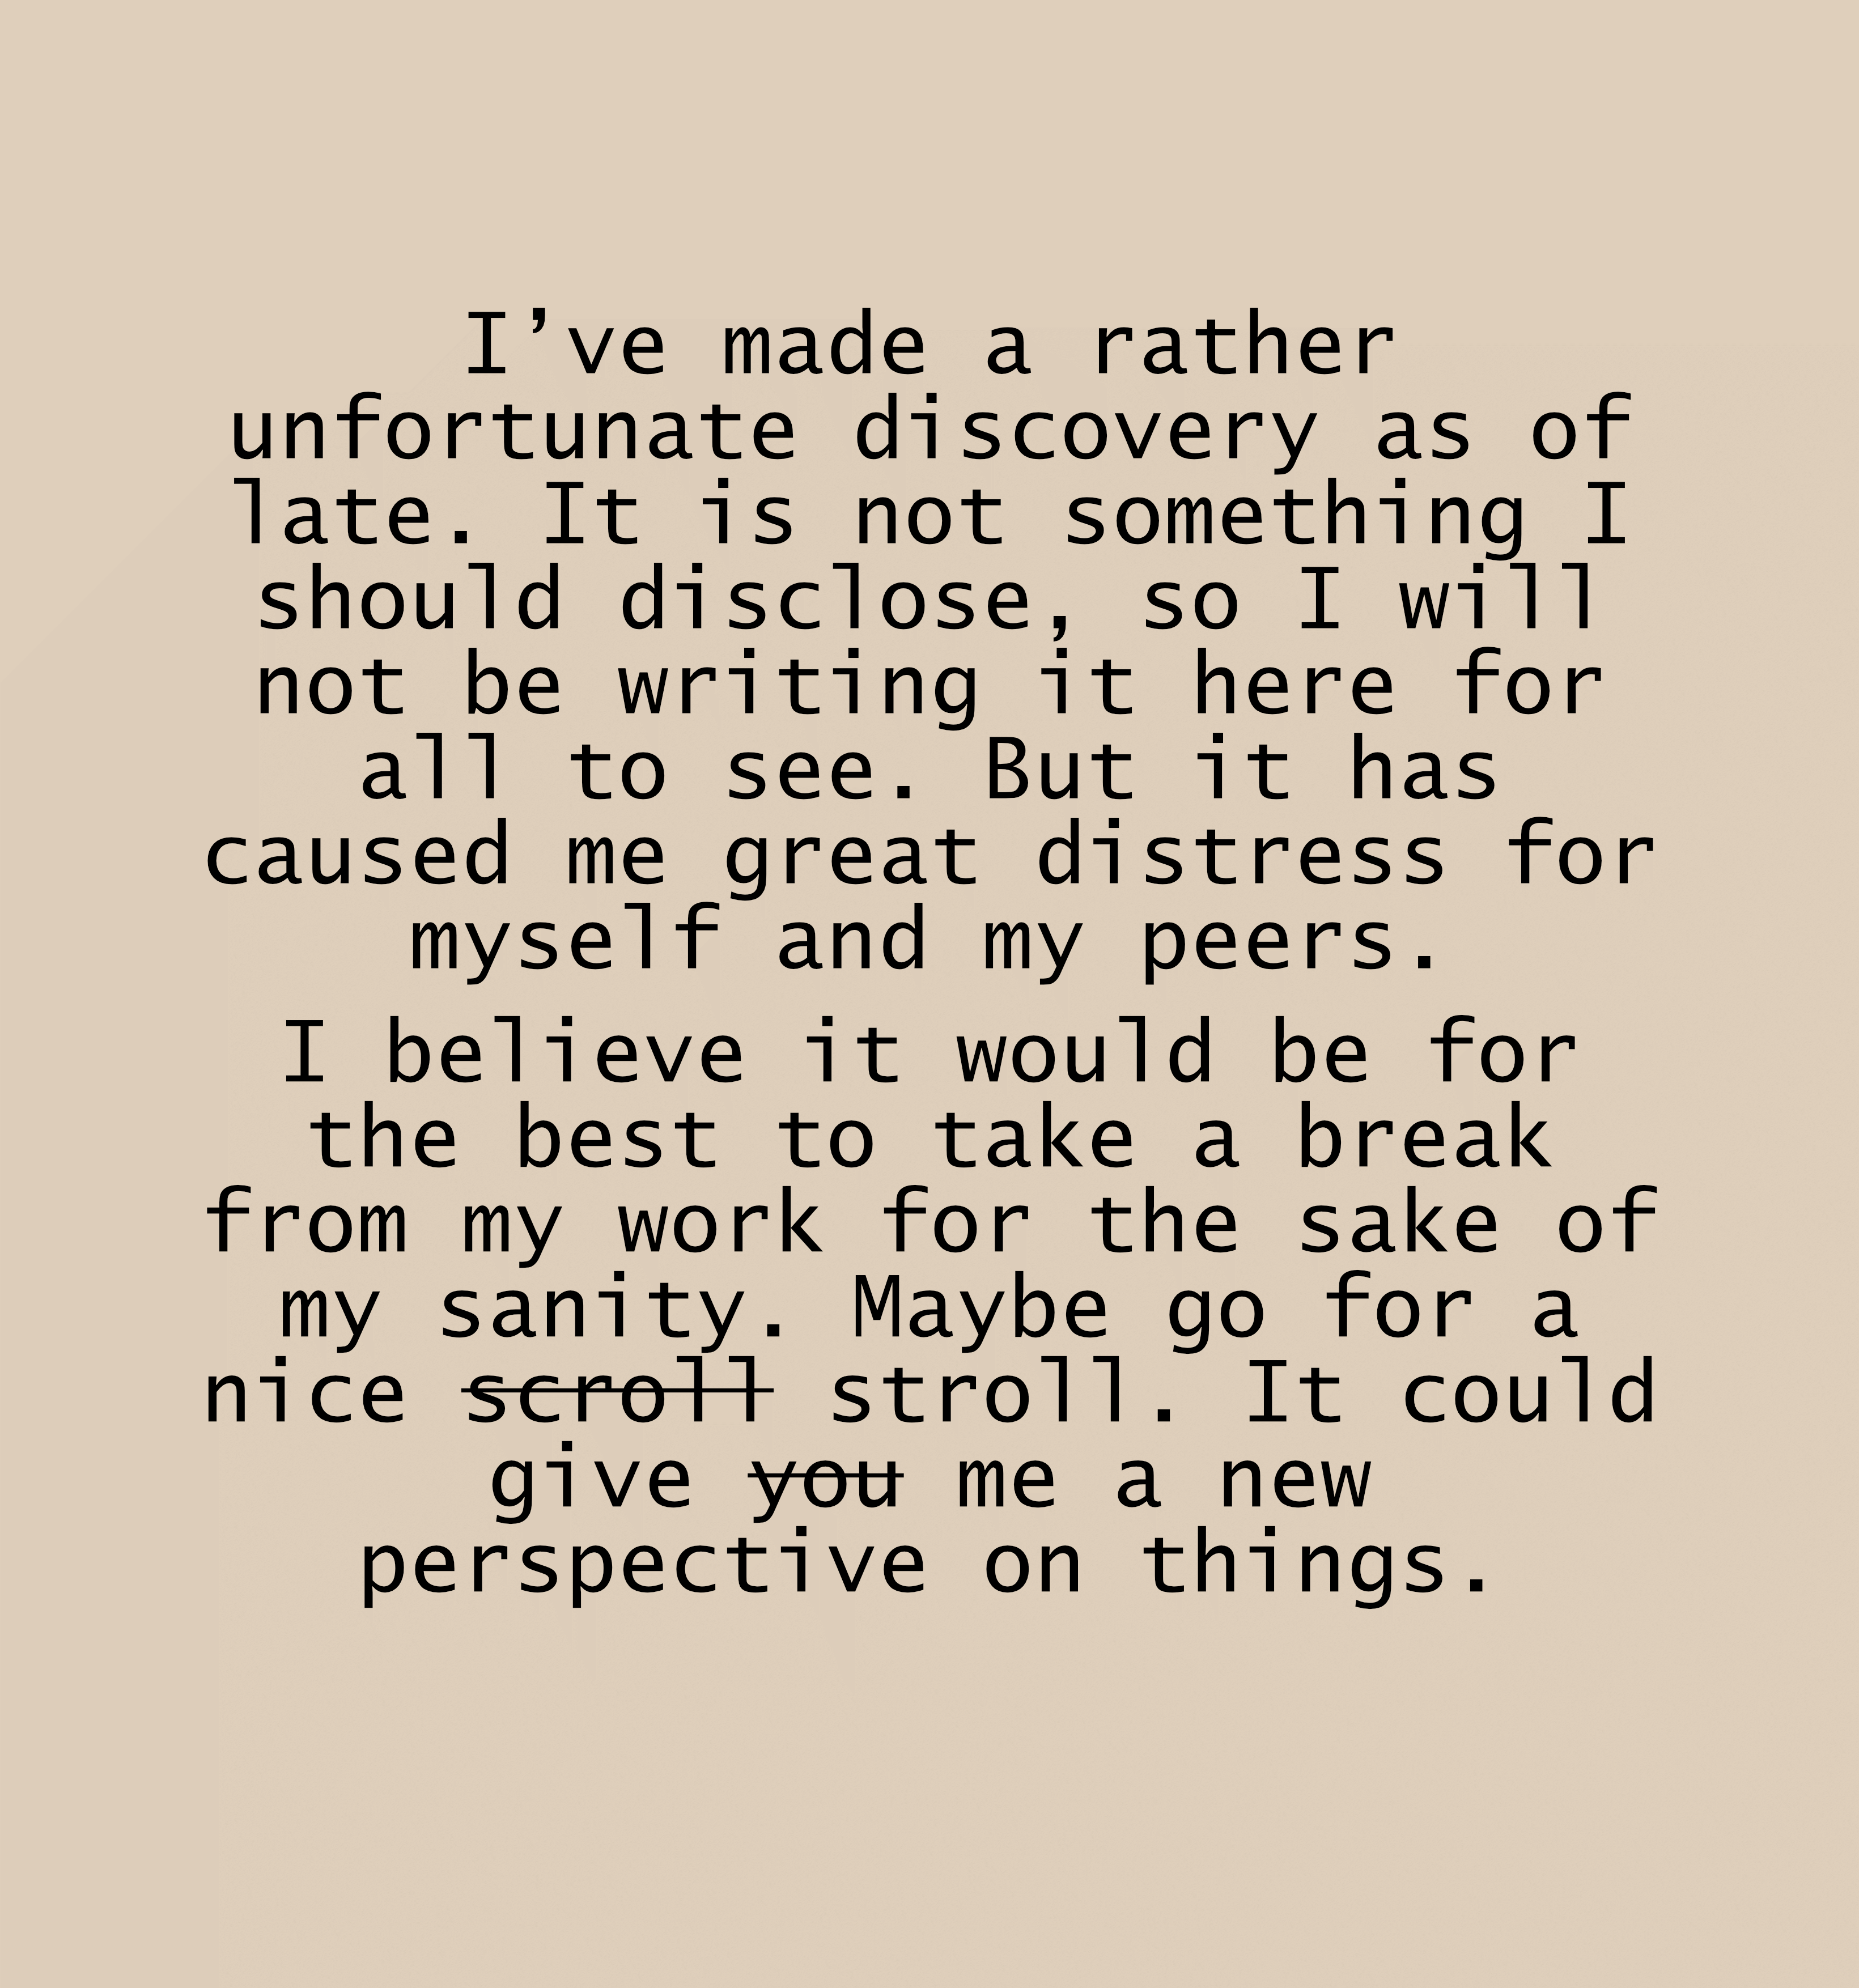 I’ve made a rather
unfortunate discovery as of
late. It is not something I
should disclose, so I will
not be writing it here for
all to see. But it has
caused me great distress for
myself and my peers.
I believe it would be for
the best to take a break
from my work for the sake of
my sanity. Maybe go for a
nice scroll stroll. It could
give you me a new
perspective on things.